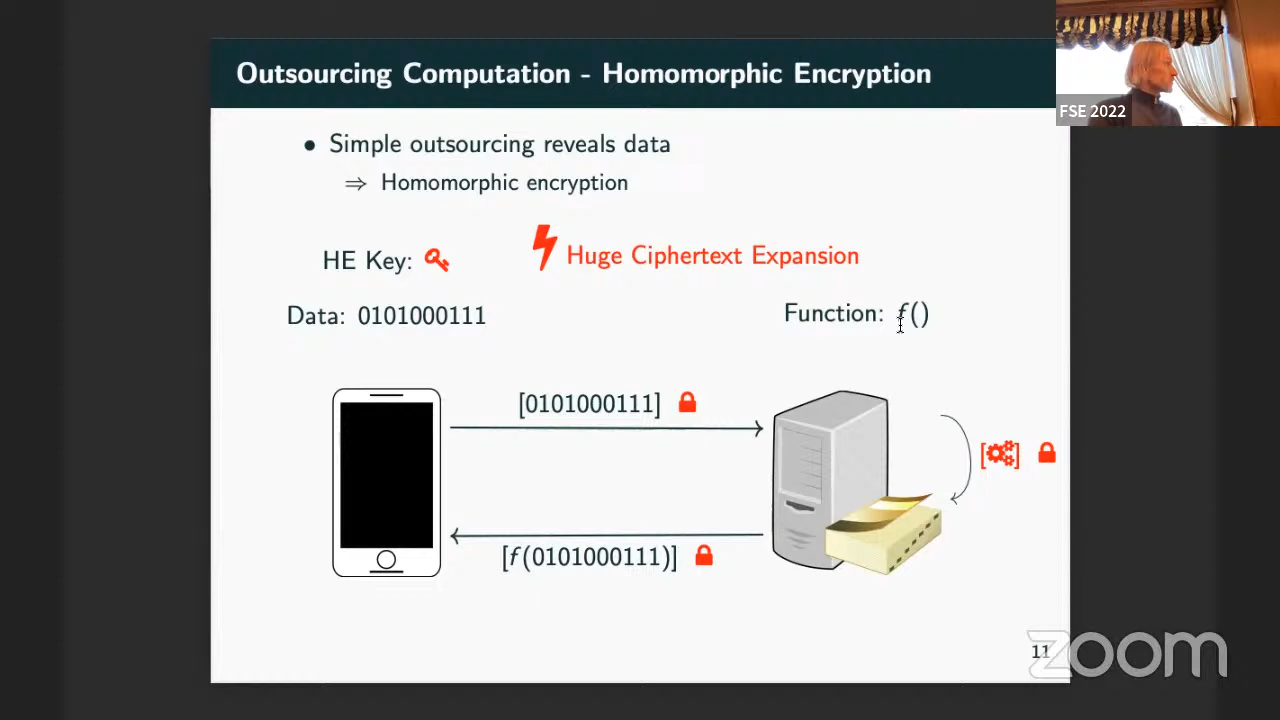 Outsourcing Computation - Homomorphic Encryption
FSE 2022
• Simple outsourcing reveals data
⇒ Homomorphic encryption
HE Key:
Huge Ciphertext Expansion
Data: 0101000111
Function: f()
[0101000111]
[f(0101000111)]
11
zoom